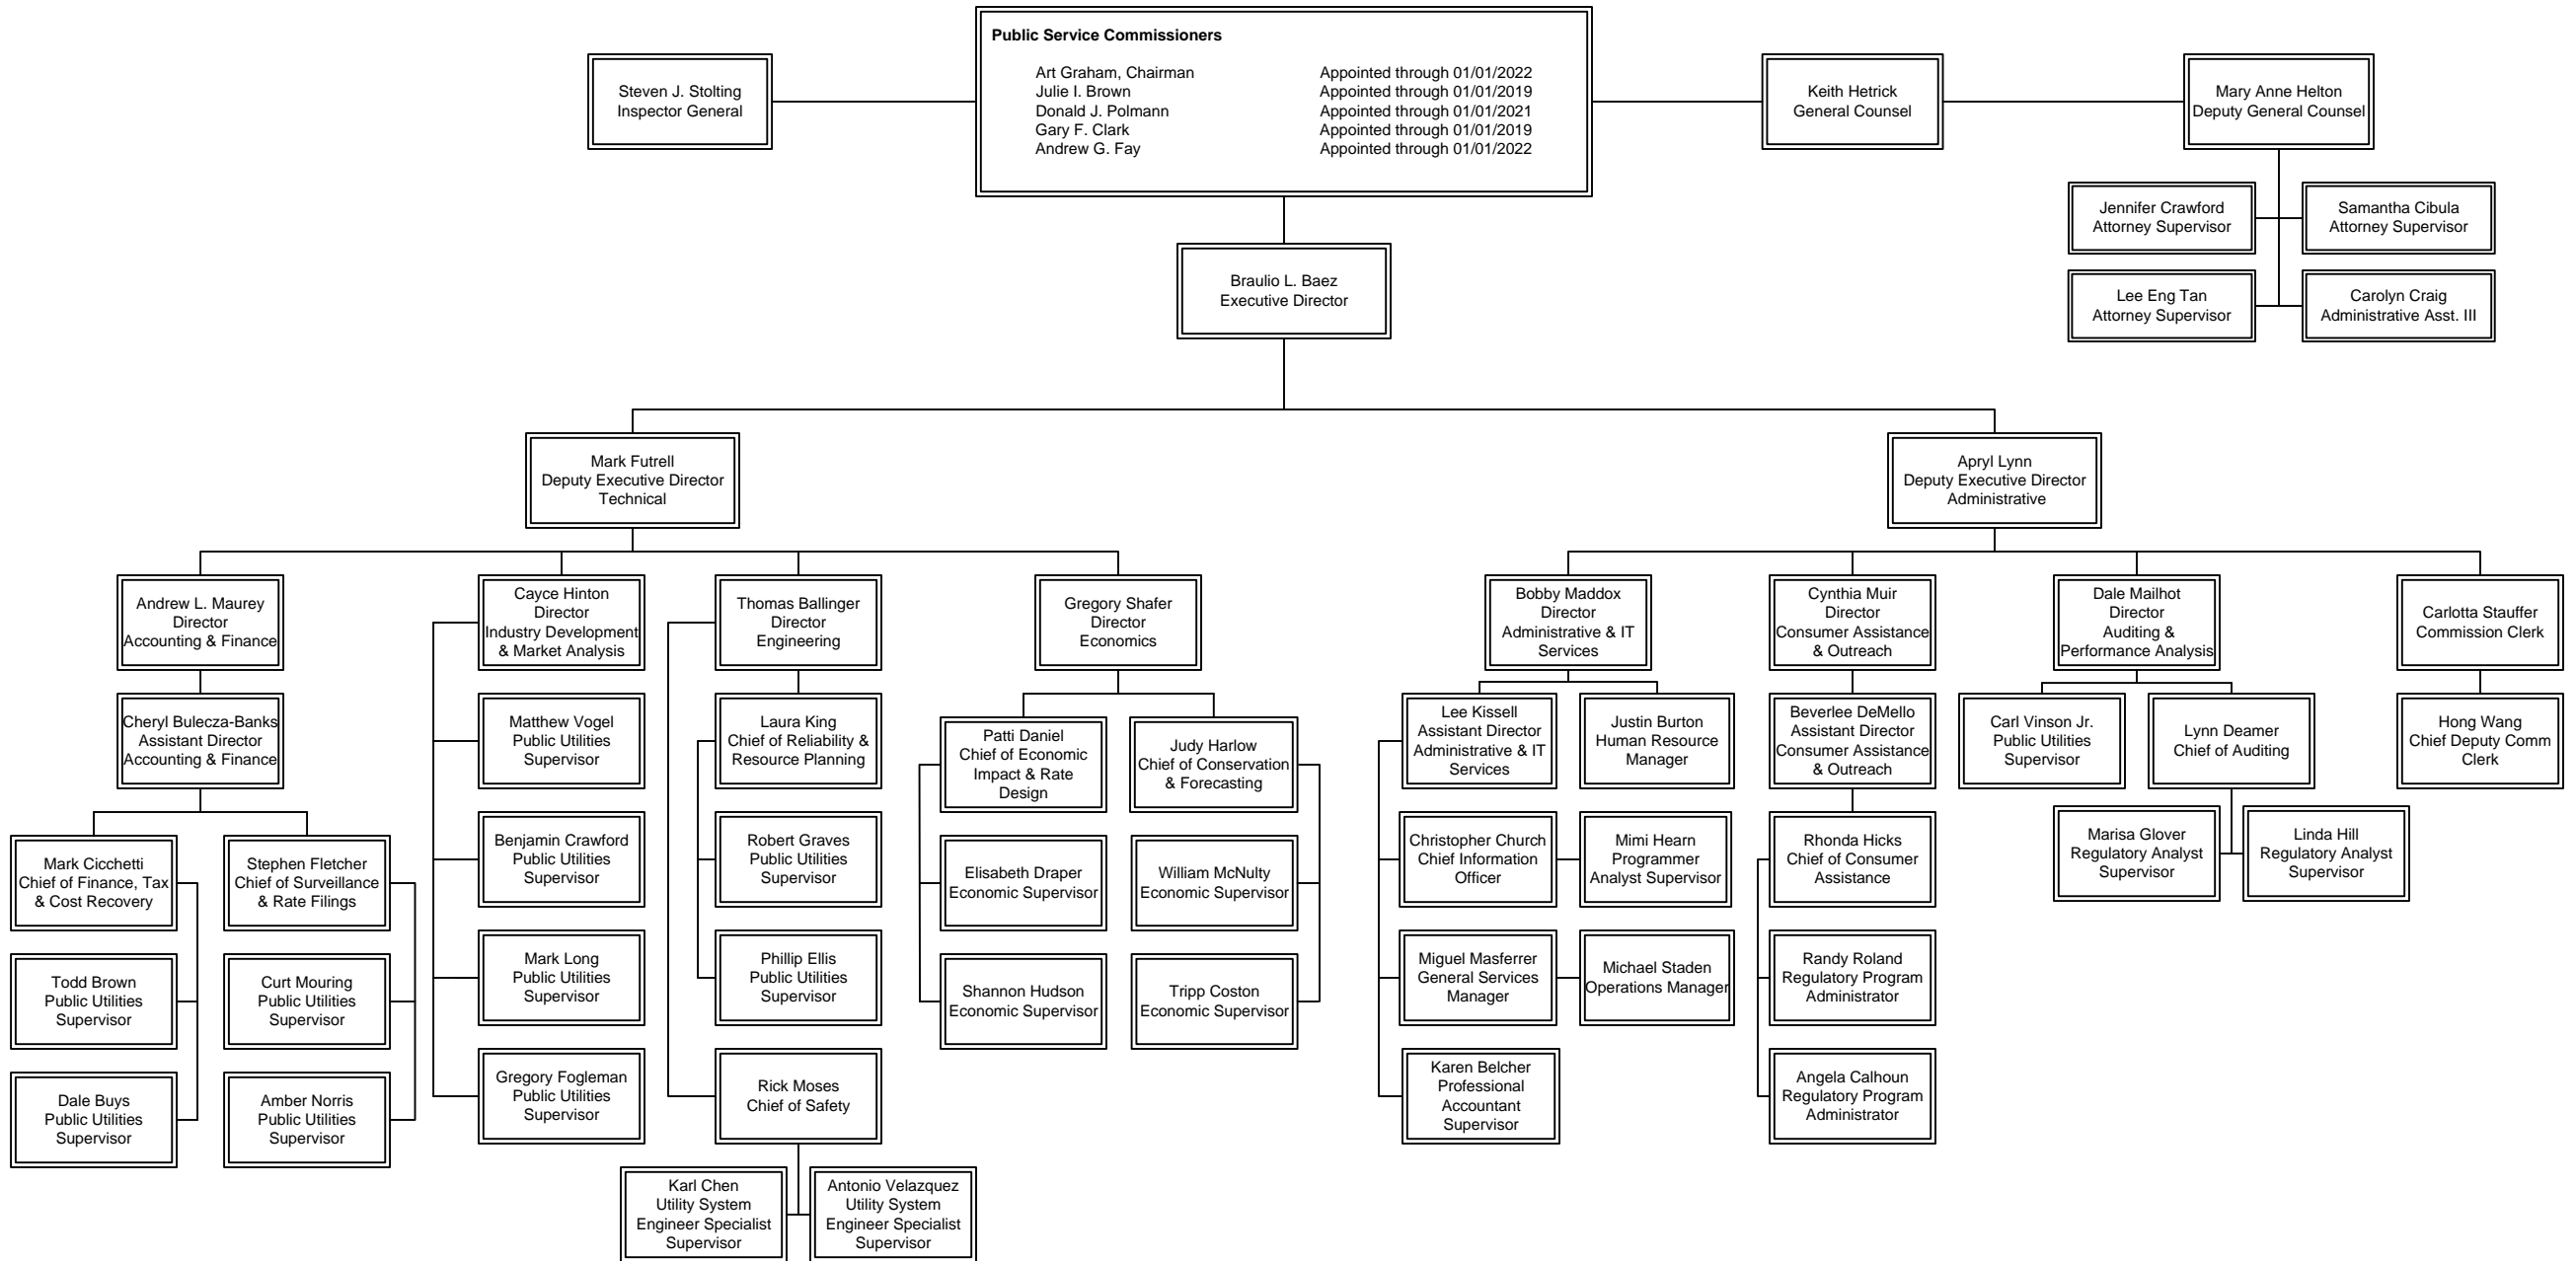 Public Service Commissioners
Art Graham, Chairman Appointed through 01/01/2022
Julie I. Brown Appointed through 01/01/2019
Donald J. Polmann Appointed through 01/01/2021
Gary F. Clark Appointed through 01/01/2019
Andrew G. Fay Appointed through 01/01/2022
Steven J. Stolting
Inspector General
Keith Hetrick
General Counsel
Mary Anne Helton
Deputy General Counsel
Jennifer Crawford
Attorney Supervisor
Samantha Cibula
Attorney Supervisor
Lee Eng Tan
Attorney Supervisor
Carolyn Craig
Administrative Asst. III
Braulio L. Baez
Executive Director
Mark Futrell
Deputy Executive Director
Technical
Apryl Lynn
Deputy Executive Director
Administrative
Andrew L. Maurey
Director
Accounting & Finance
Cheryl Bulecza-Banks
Assistant Director
Accounting & Finance
Mark Cicchetti
Chief of Finance, Tax
& Cost Recovery
Todd Brown
Public Utilities
Supervisor
Dale Buys
Public Utilities
Supervisor
Stephen Fletcher
Chief of Surveillance
& Rate Filings
Curt Mouring
Public Utilities
Supervisor
Amber Norris
Public Utilities
Supervisor
Cayce Hinton
Director
Industry Development
& Market Analysis
Matthew Vogel
Public Utilities
Supervisor
Benjamin Crawford
Public Utilities
Supervisor
Mark Long
Public Utilities
Supervisor
Gregory Fogleman
Public Utilities
Supervisor
Thomas Ballinger
Director
Engineering
Laura King
Chief of Reliability &
Resource Planning
Robert Graves
Public Utilities
Supervisor
Phillip Ellis
Public Utilities
Supervisor
Rick Moses
Chief of Safety
Karl Chen
Utility System
Engineer Specialist
Supervisor
Antonio Velazquez
Utility System
Engineer Specialist
Supervisor
Gregory Shafer
Director
Economics
Patti Daniel
Chief of Economic
Impact & Rate
Design
Elisabeth Draper
Economic Supervisor
Shannon Hudson
Economic Supervisor
Judy Harlow
Chief of Conservation
& Forecasting
William McNulty
Economic Supervisor
Tripp Coston
Economic Supervisor
Bobby Maddox
Director
Administrative & IT
Services
Lee Kissell
Assistant Director
Administrative & IT
Services
Justin Burton
Human Resource
Manager
Christopher Church
Chief Information
Officer
Mimi Hearn
Programmer
Analyst Supervisor
Miguel Masferrer
General Services
Manager
Michael Staden
Operations Manager
Karen Belcher
Professional
Accountant
Supervisor
Cynthia Muir
Director
Consumer Assistance
& Outreach
Beverlee DeMello
Assistant Director
Consumer Assistance
& Outreach
Rhonda Hicks
Chief of Consumer
Assistance
Randy Roland
Regulatory Program
Administrator
Angela Calhoun
Regulatory Program
Administrator
Dale Mailhot
Director
Auditing &
Performance Analysis
Carl Vinson Jr.
Public Utilities
Supervisor
Lynn Deamer
Chief of Auditing
Marisa Glover
Regulatory Analyst
Supervisor
Linda Hill
Regulatory Analyst
Supervisor
Carlotta Stauffer
Commission Clerk
Hong Wang
Chief Deputy Comm
Clerk